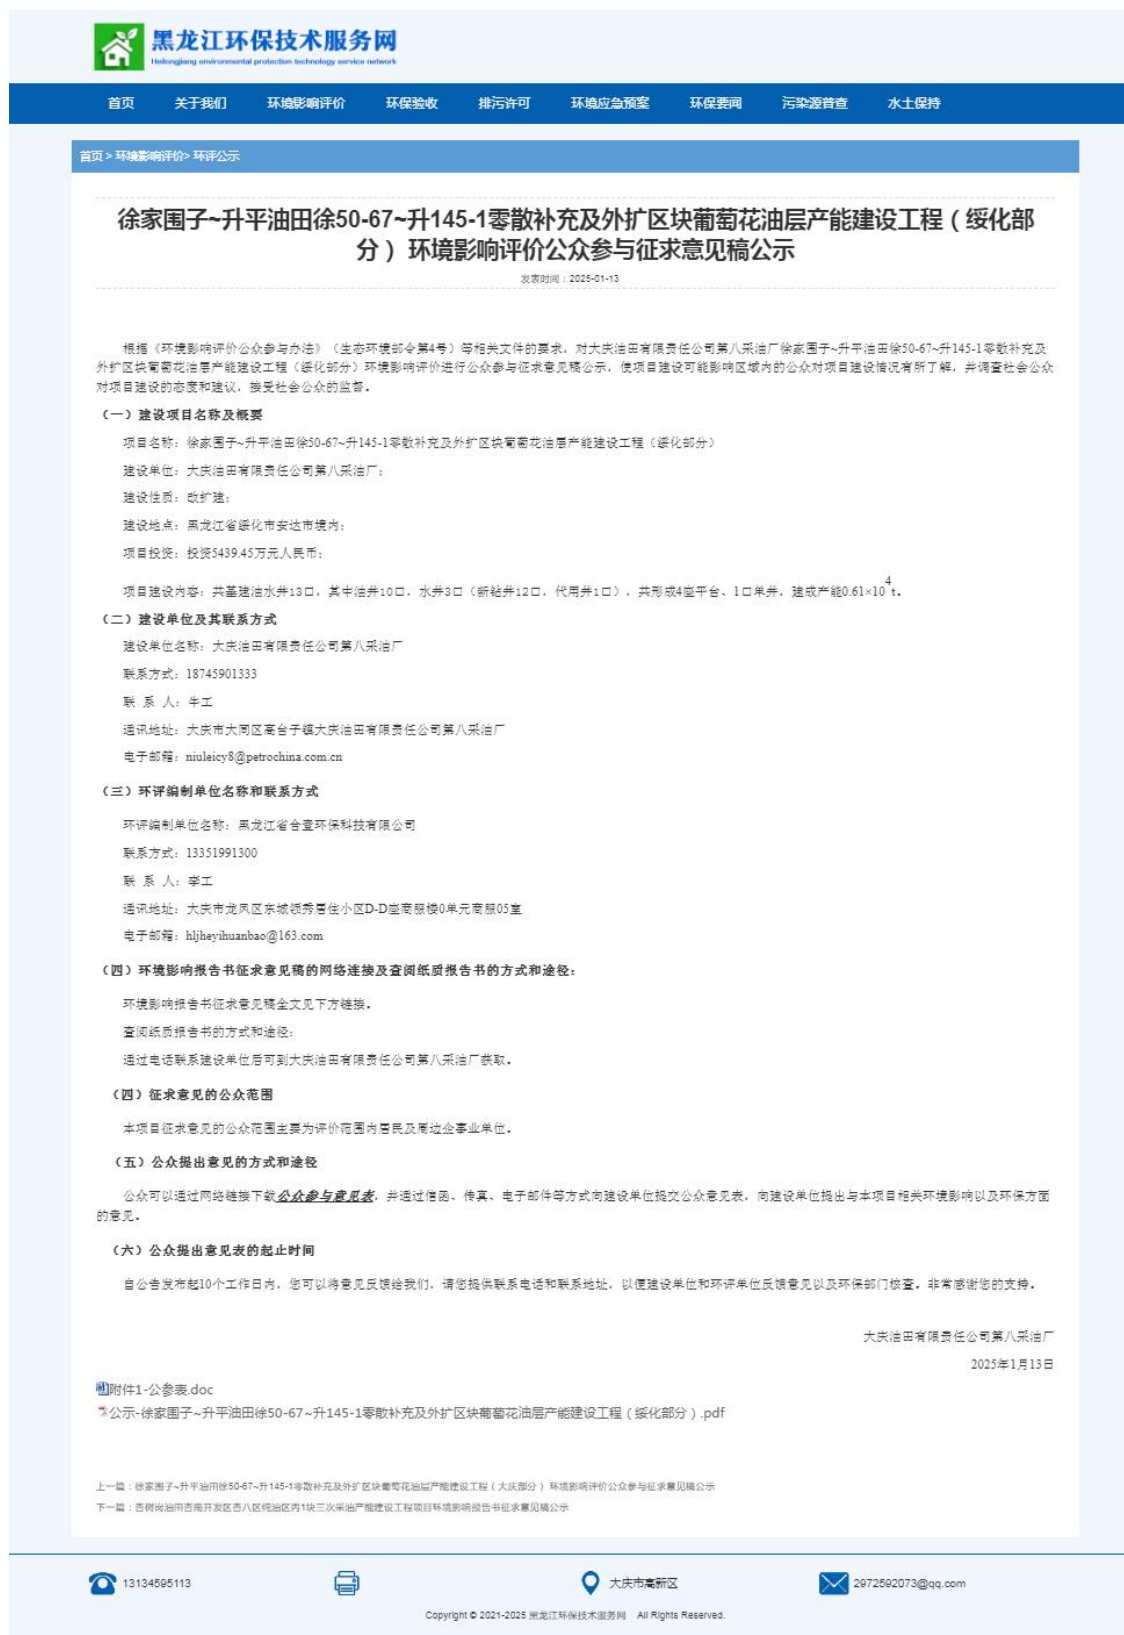 黑龙江环保技术服务网
Heilongjiang environmental protection technology service network
首页 关于我们 环境影响评价 环保验收 排污许可 环境应急预案 环保要闻 污染源普查 水土保持
首页 > 环境影响评价> 环评公示
徐家围子~升平油田徐50-67~升145-1零散补充及外扩区块葡萄花油层产能建设工程（绥化部
分）环境影响评价公众参与征求意见稿公示
发表时间：2025-01-13
根据《环境影响评价公众参与办法》（生态环境部令第4号）等相关文件的要求，对大庆油田有限责任公司第八采油厂徐家围子~升平油田徐50-67~升145-1零散补充及
外扩区块葡萄花油层产能建设工程（绥化部分）环境影响评价进行公众参与征求意见稿公示，使项目建设可能影响区域内的公众对项目建设情况有所了解，并调查社会公众
对项目建设的态度和建议，接受社会公众的监督。
（一）建设项目名称及概要
项目名称：徐家围子~升平油田徐50-67~升145-1零散补充及外扩区块葡萄花油层产能建设工程（绥化部分）
建设单位：大庆油田有限责任公司第八采油厂；
建设性质：改扩建；
建设地点：黑龙江省绥化市安达市境内；
项目投资：投资5439.45万元人民币；
项目建设内容：共基建油水井13口，其中油井10口，水井3口（新钻井12口，代用井1口），共形成4座平台、1口单井，建成产能0.61×10⁴t。
（二）建设单位及其联系方式
建设单位名称：大庆油田有限责任公司第八采油厂
联系方式：18745901333
联 系 人：牛工
通讯地址：大庆市大同区高台子镇大庆油田有限责任公司第八采油厂
电子邮箱：niuleicy8@petrochina.com.cn
（三）环评编制单位名称和联系方式
环评编制单位名称：黑龙江省合壹环保科技有限公司
联系方式：13351991300
联 系 人：李工
通讯地址：大庆市龙凤区东城领秀居住小区D-D座商服楼0单元商服05室
电子邮箱：hljheyihuanbao@163.com
（四）环境影响报告书征求意见稿的网络连接及查阅纸质报告书的方式和途径：
环境影响报告书征求意见稿全文见下方链接。
查阅纸质报告书的方式和途径：
通过电话联系建设单位后可到大庆油田有限责任公司第八采油厂获取。
（四）征求意见的公众范围
本项目征求意见的公众范围主要为评价范围内居民及周边企事业单位。
（五）公众提出意见的方式和途径
公众可以通过网络链接下载公众参与意见表，并通过信函、传真、电子邮件等方式向建设单位提交公众意见表，向建设单位提出与本项目相关环境影响以及环保方面
的意见。
（六）公众提出意见表的起止时间
自公告发布起10个工作日内，您可以将意见反馈给我们，请您提供联系电话和联系地址，以便建设单位和环评单位反馈意见以及环保部门核查。非常感谢您的支持。
大庆油田有限责任公司第八采油厂
2025年1月13日
附件1-公参表.doc
公示-徐家围子~升平油田徐50-67~升145-1零散补充及外扩区块葡萄花油层产能建设工程（绥化部分）.pdf
上一篇：徐家围子~升平油田徐50-67~升145-1零散补充及外扩区块葡萄花油层产能建设工程（大庆部分）环境影响评价公众参与征求意见稿公示
下一篇：杏树岗油田杏南开发区杏八区纯油区丙1块三次采油产能建设工程项目环境影响报告书征求意见稿公示
13134595113 大庆市高新区 2972592073@qq.com
Copyright © 2021-2025 黑龙江环保技术服务网 All Rights Reserved.